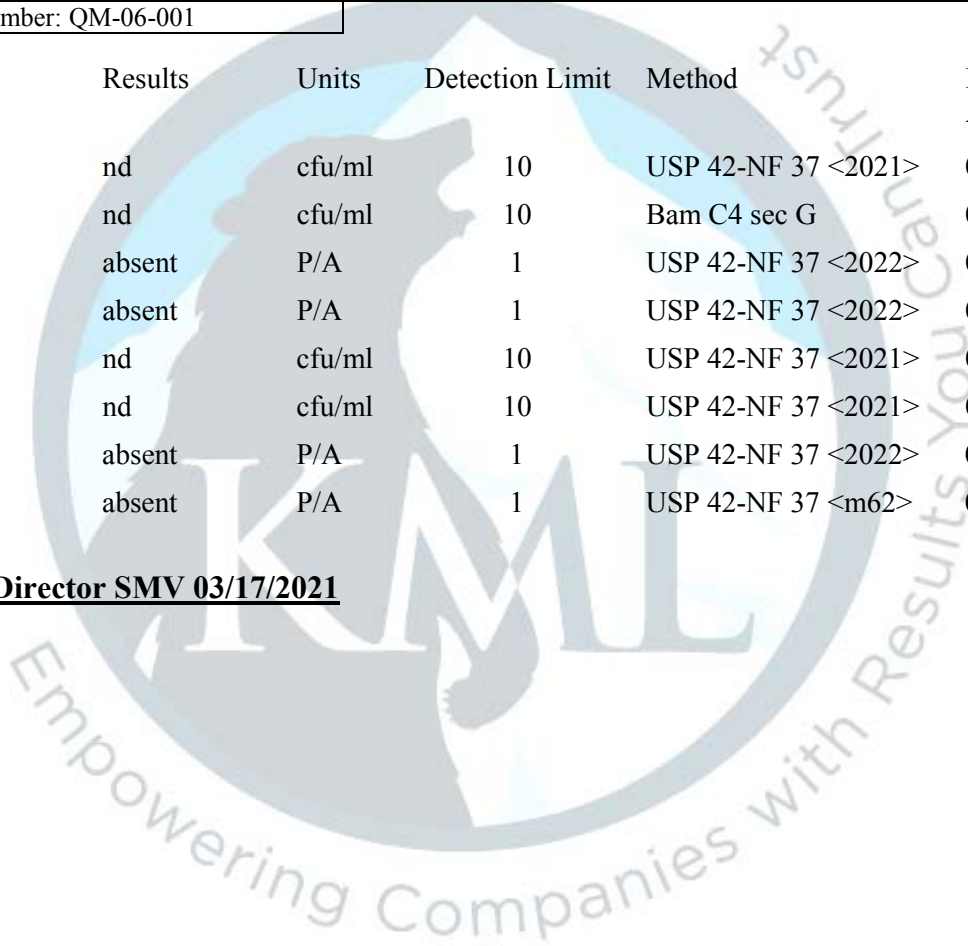 mber: QM-06-001
Results Units Detection Limit Method
nd cfu/ml 10 USP 42-NF 37 <2021>
nd cfu/ml 10 Bam C4 sec G
absent P/A 1 USP 42-NF 37 <2022>
absent P/A 1 USP 42-NF 37 <2022>
nd cfu/ml 10 USP 42-NF 37 <2021>
nd cfu/ml 10 USP 42-NF 37 <2021>
absent P/A 1 USP 42-NF 37 <2022>
absent P/A 1 USP 42-NF 37 <m62>
Director SMV 03/17/2021
KML
Empowering Companies with Results You Can Trust